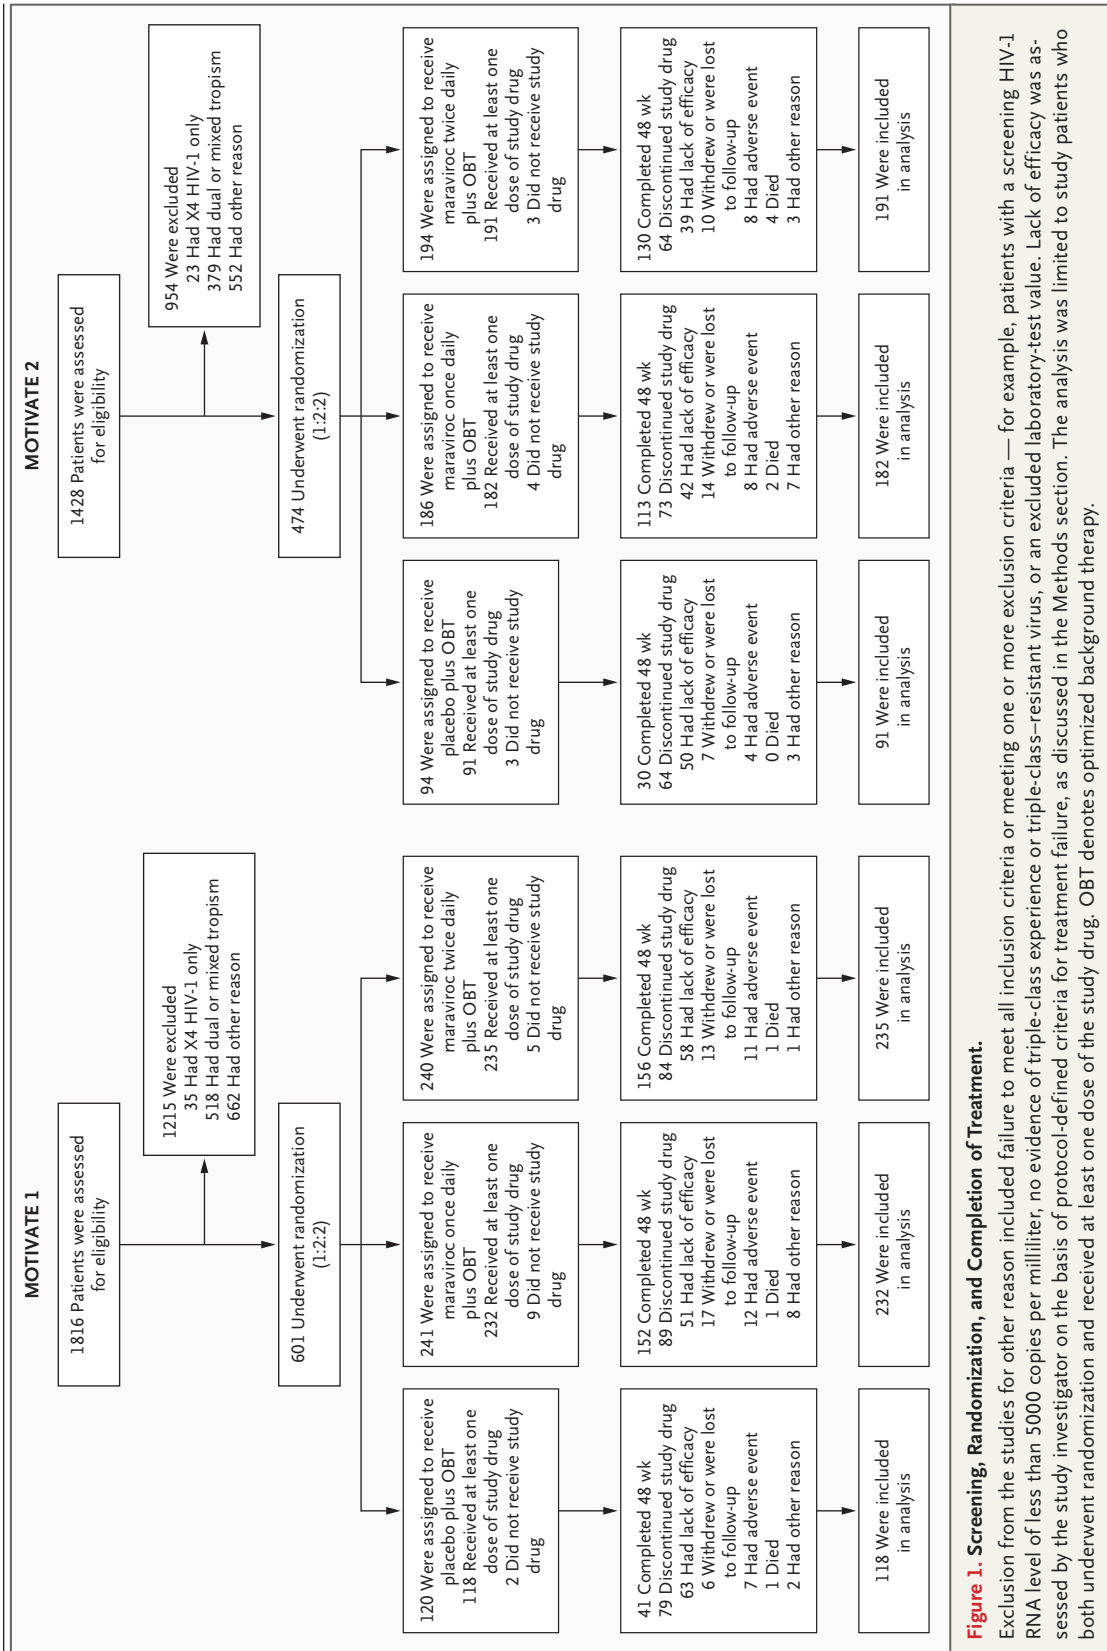 MOTIVATE 1
1816 Patients were assessed
for eligibility
1215 Were excluded
35 Had X4 HIV-1 only
518 Had dual or mixed tropism
662 Had other reason
601 Underwent randomization
(1:2:2)
120 Were assigned to receive
placebo plus OBT
118 Received at least one
dose of study drug
2 Did not receive study
drug
241 Were assigned to receive
maraviroc once daily
plus OBT
232 Received at least one
dose of study drug
9 Did not receive study
drug
240 Were assigned to receive
maraviroc twice daily
plus OBT
235 Received at least one
dose of study drug
5 Did not receive study
drug
41 Completed 48 wk
79 Discontinued study drug
63 Had lack of efficacy
6 Withdrew or were lost
to follow-up
7 Had adverse event
1 Died
2 Had other reason
152 Completed 48 wk
89 Discontinued study drug
51 Had lack of efficacy
17 Withdrew or were lost
to follow-up
12 Had adverse event
1 Died
8 Had other reason
156 Completed 48 wk
84 Discontinued study drug
58 Had lack of efficacy
13 Withdrew or were lost
to follow-up
11 Had adverse event
1 Died
1 Had other reason
118 Were included
in analysis
232 Were included
in analysis
235 Were included
in analysis
MOTIVATE 2
1428 Patients were assessed
for eligibility
954 Were excluded
23 Had X4 HIV-1 only
379 Had dual or mixed tropism
552 Had other reason
474 Underwent randomization
(1:2:2)
94 Were assigned to receive
placebo plus OBT
91 Received at least one
dose of study drug
3 Did not receive study
drug
186 Were assigned to receive
maraviroc once daily
plus OBT
182 Received at least one
dose of study drug
4 Did not receive study
drug
194 Were assigned to receive
maraviroc twice daily
plus OBT
191 Received at least one
dose of study drug
3 Did not receive study
drug
30 Completed 48 wk
64 Discontinued study drug
50 Had lack of efficacy
7 Withdrew or were lost
to follow-up
4 Had adverse event
0 Died
3 Had other reason
113 Completed 48 wk
73 Discontinued study drug
42 Had lack of efficacy
14 Withdrew or were lost
to follow-up
8 Had adverse event
2 Died
7 Had other reason
130 Completed 48 wk
64 Discontinued study drug
39 Had lack of efficacy
10 Withdrew or were lost
to follow-up
8 Had adverse event
4 Died
3 Had other reason
91 Were included
in analysis
182 Were included
in analysis
191 Were included
in analysis
Figure 1. Screening, Randomization, and Completion of Treatment.
Exclusion from the studies for other reason included failure to meet all inclusion criteria or meeting one or more exclusion criteria — for example, patients with a screening HIV-1
RNA level of less than 5000 copies per milliliter, no evidence of triple-class experience or triple-class–resistant virus, or an excluded laboratory-test value. Lack of efficacy was as-
sessed by the study investigator on the basis of protocol-defined criteria for treatment failure, as discussed in the Methods section. The analysis was limited to study patients who
both underwent randomization and received at least one dose of the study drug. OBT denotes optimized background therapy.